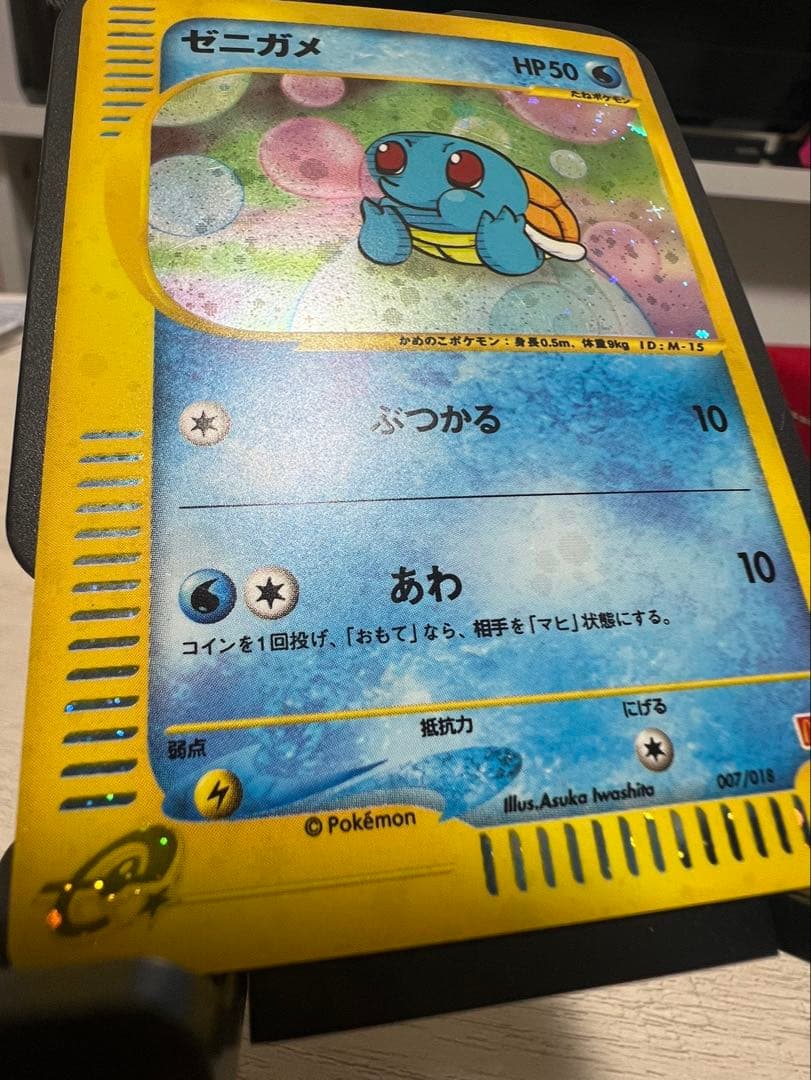 ゼニガメ
HP50
たねポケモン
かめのこポケモン：身長0.5m、体重9kg ID:M-15
ぶつかる 10
あわ 10
コインを1回投げ、「おもて」なら、相手を「マヒ」状態にする。
弱点 抵抗力 にげる
Illus.Asuka Iwashita 007/018
©Pokémon
e